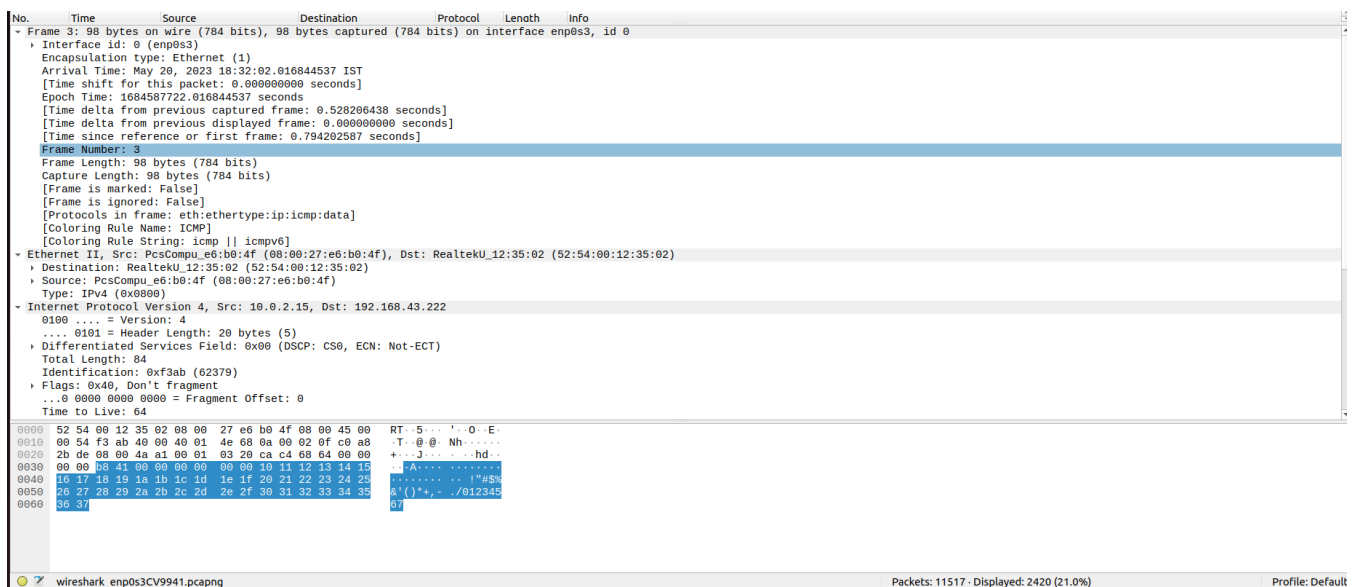 No. Time Source Destination Protocol Length Info
Frame 3: 98 bytes on wire (784 bits), 98 bytes captured (784 bits) on interface enp0s3, id 0
Interface id: 0 (enp0s3)
Encapsulation type: Ethernet (1)
Arrival Time: May 20, 2023 18:32:02.016844537 IST
[Time shift for this packet: 0.000000000 seconds]
Epoch Time: 1684587722.016844537 seconds
[Time delta from previous captured frame: 0.528206438 seconds]
[Time delta from previous displayed frame: 0.000000000 seconds]
[Time since reference or first frame: 0.794202587 seconds]
Frame Number: 3
Frame Length: 98 bytes (784 bits)
Capture Length: 98 bytes (784 bits)
[Frame is marked: False]
[Frame is ignored: False]
[Protocols in frame: eth:ethertype:ip:icmp:data]
[Coloring Rule Name: ICMP]
[Coloring Rule String: icmp || icmpv6]
Ethernet II, Src: PcsCompu_e6:b0:4f (08:00:27:e6:b0:4f), Dst: RealtekU_12:35:02 (52:54:00:12:35:02)
Destination: RealtekU_12:35:02 (52:54:00:12:35:02)
Source: PcsCompu_e6:b0:4f (08:00:27:e6:b0:4f)
Type: IPv4 (0x0800)
Internet Protocol Version 4, Src: 10.0.2.15, Dst: 192.168.43.222
0100 .... = Version: 4
.... 0101 = Header Length: 20 bytes (5)
Differentiated Services Field: 0x00 (DSCP: CS0, ECN: Not-ECT)
Total Length: 84
Identification: 0xf3ab (62379)
Flags: 0x40, Don't fragment
...0 0000 0000 0000 = Fragment Offset: 0
Time to Live: 64
0000 52 54 00 12 35 02 08 00 27 e6 b0 4f 08 00 45 00 RT··5··· '··O··E·
0010 00 54 f3 ab 40 00 40 01 4e 68 0a 00 02 0f c0 a8 ·T··@·@· Nh······
0020 2b de 08 00 4a a1 00 01 03 20 ca c4 68 64 00 00 +···J··· · ··hd··
0030 00 00 b8 41 00 00 00 00 00 00 10 11 12 13 14 15 ···A···· ········
0040 16 17 18 19 1a 1b 1c 1d 1e 1f 20 21 22 23 24 25 ········ ·· !"#$%
0050 26 27 28 29 2a 2b 2c 2d 2e 2f 30 31 32 33 34 35 &'()*+,- ./012345
0060 36 37 67
wireshark_enp0s3CV9941.pcapng Packets: 11517 · Displayed: 2420 (21.0%) Profile: Default